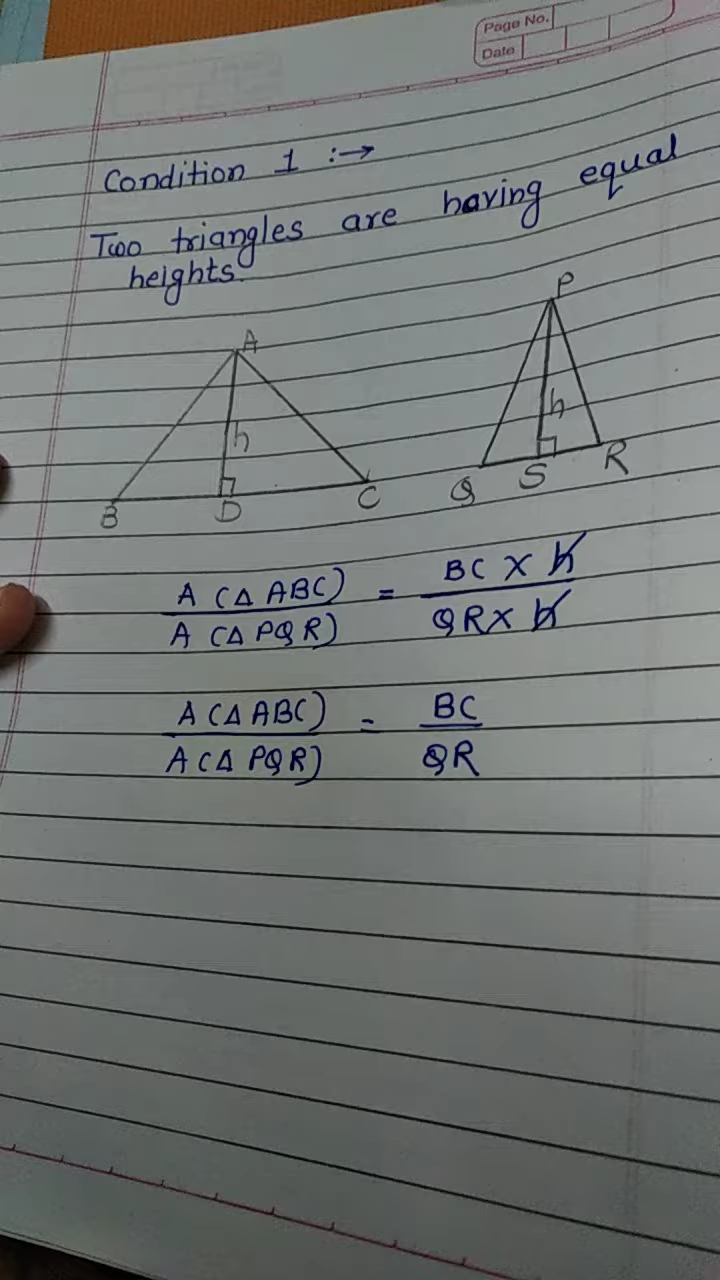 Page No.
Date
Condition 1 :→
Two triangles are having equal
heights.
A
P
h
h
B
D
C
Q
S
R
A (Δ ABC) = BC × h
A (Δ PQR) QR × h
A (Δ ABC) = BC
A (Δ PQR) QR